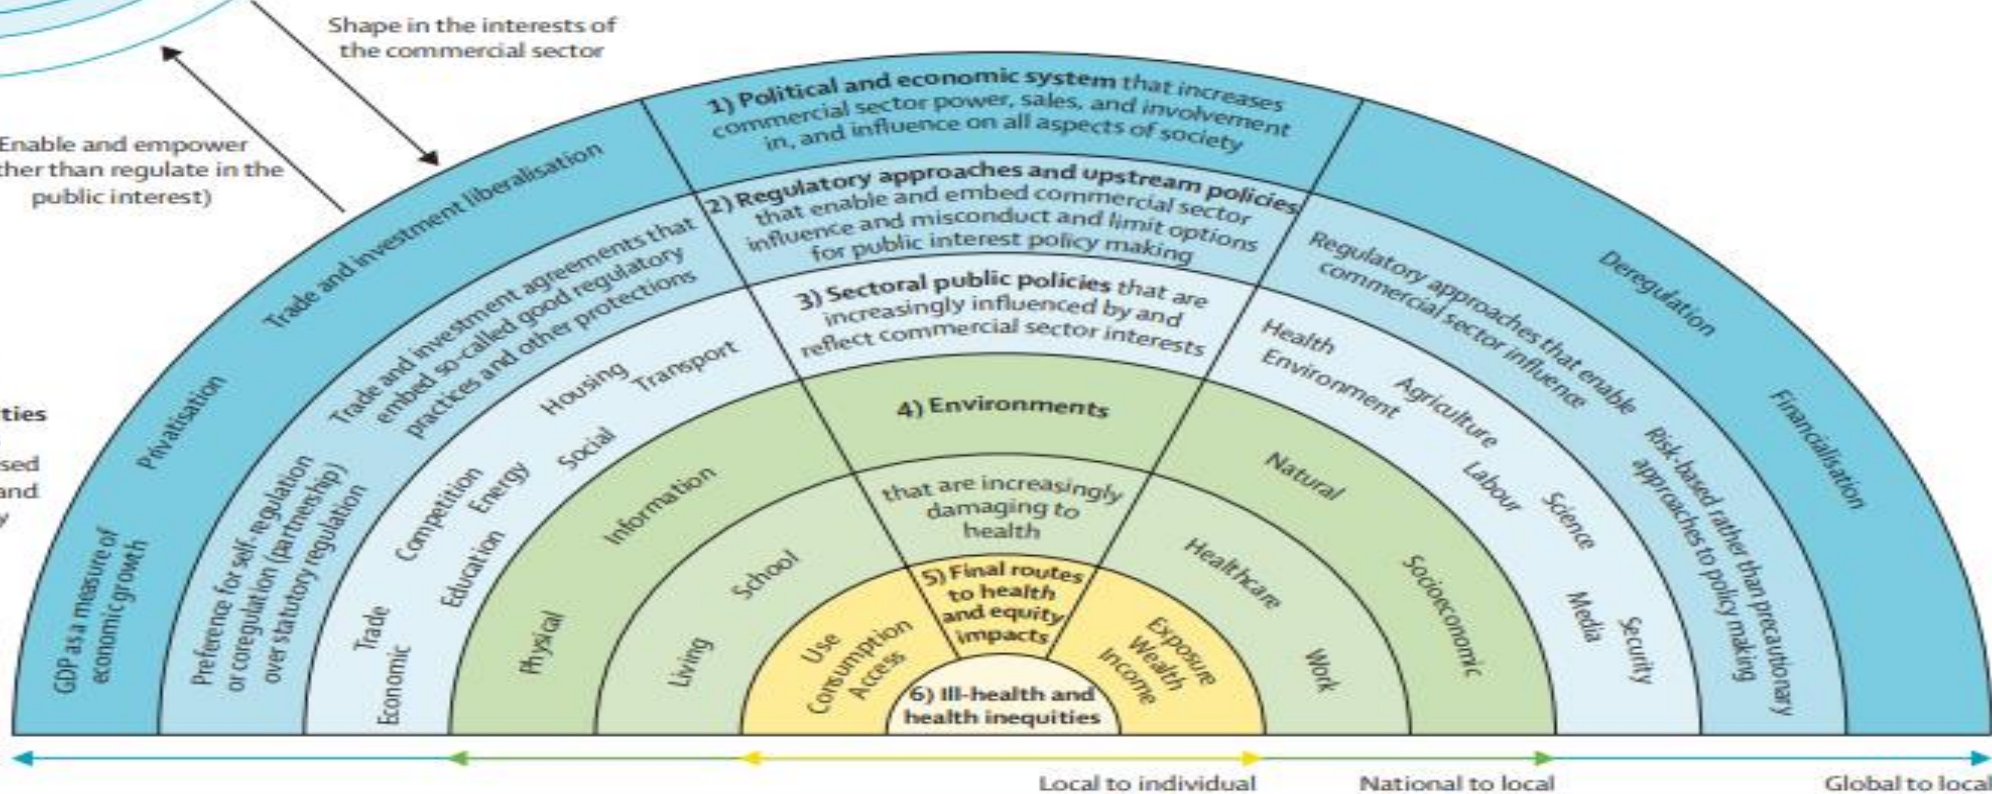 Shape in the interests of
the commercial sector
Enable and empower
ther than regulate in the
public interest)
ties
sed
and
1) Political and economic system that increases
commercial sector power, sales, and involvement
in, and influence on all aspects of society
2) Regulatory approaches and upstream policies
that enable and embed commercial sector
influence and misconduct and limit options
for public interest policy making
3) Sectoral public policies that are
increasingly influenced by and
reflect commercial sector interests
4) Environments
that are increasingly
damaging to
health
5) Final routes
to health
and equity
impacts
6) Ill-health and
health inequities
GDP as a measure of
economic growth
Privatisation
Trade and investment liberalisation
Deregulation
Financialisation
Preference for self-regulation
or coregulation (partnership)
over statutory regulation
Trade and investment agreements that
embed so-called good regulatory
practices and other protections
Regulatory approaches that enable
commercial sector influence
Risk-based rather than precautionary
approaches to policy making
Economic
Trade
Education
Competition
Energy
Social
Housing
Transport
Health
Environment
Agriculture
Labour
Science
Media
Security
Physical
Information
Natural
Socioeconomic
Living
School
Healthcare
Work
Use
Consumption
Access
Exposure
Wealth
Income
Local to individual
National to local
Global to local